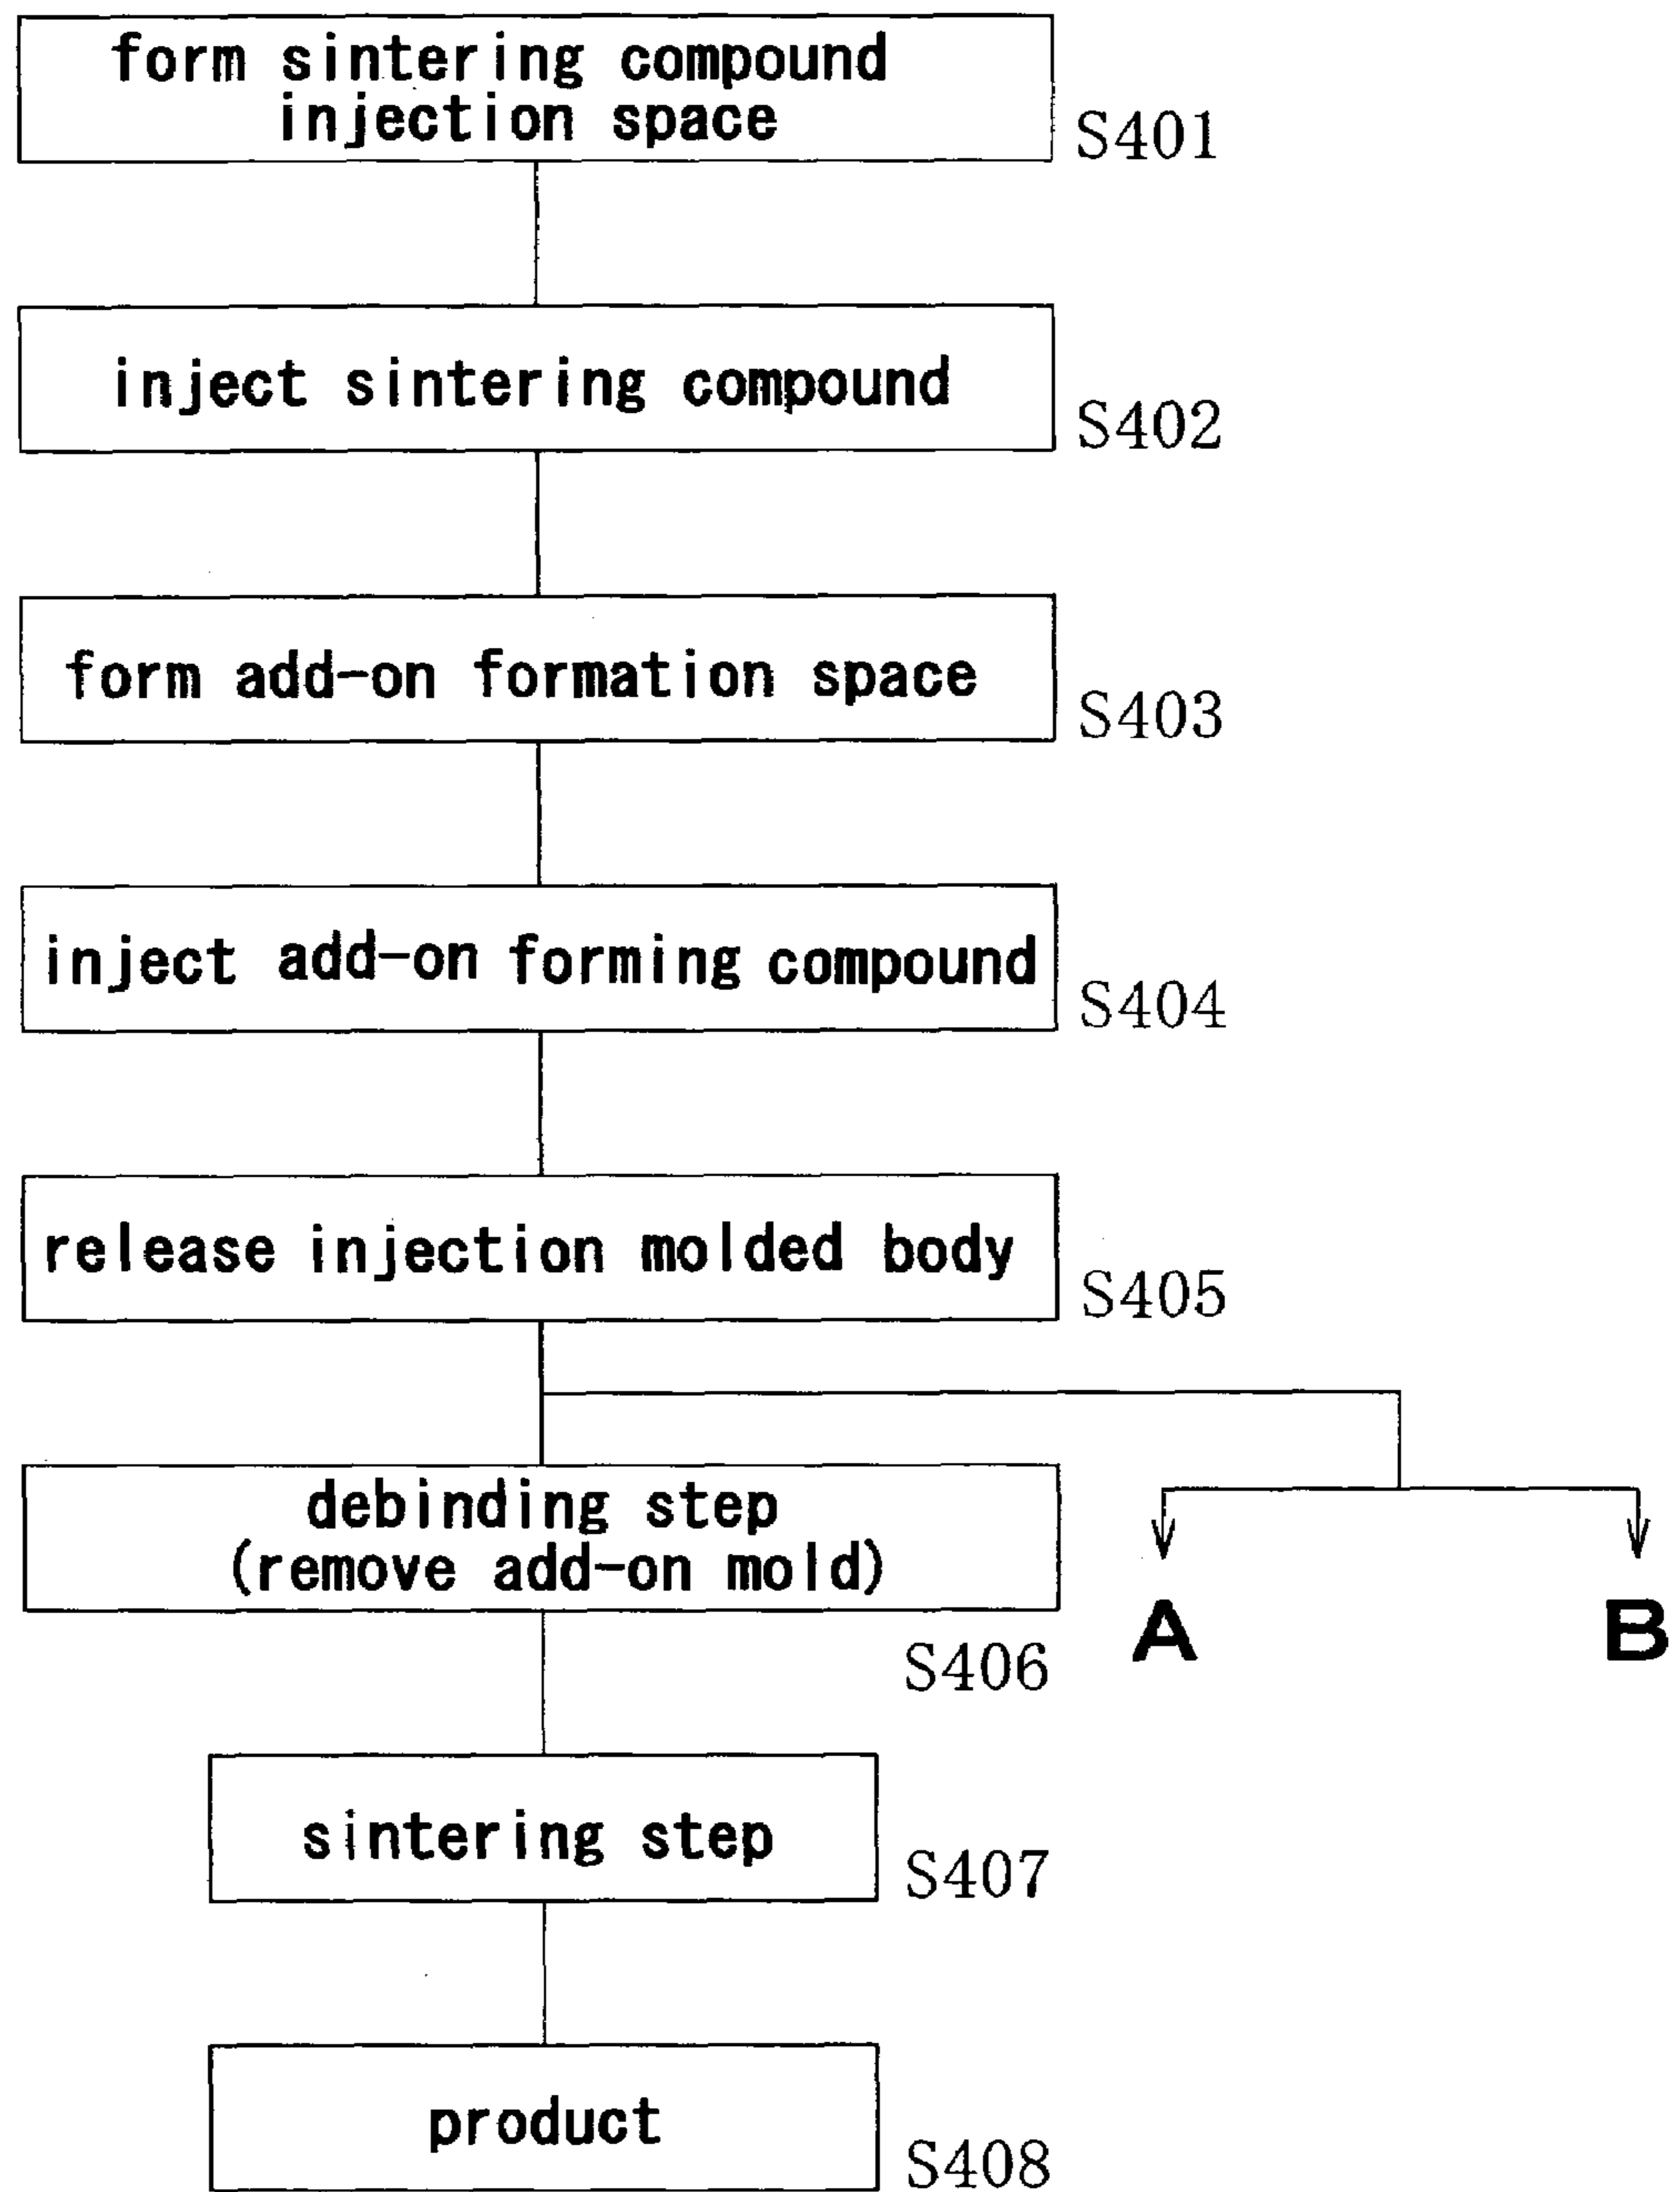 form sintering compound
injection space
S401
inject sintering compound
S402
form add-on formation space
S403
inject add-on forming compound
S404
release injection molded body
S405
debinding step
(remove add-on mold)
S406
A
B
sintering step
S407
product
S408